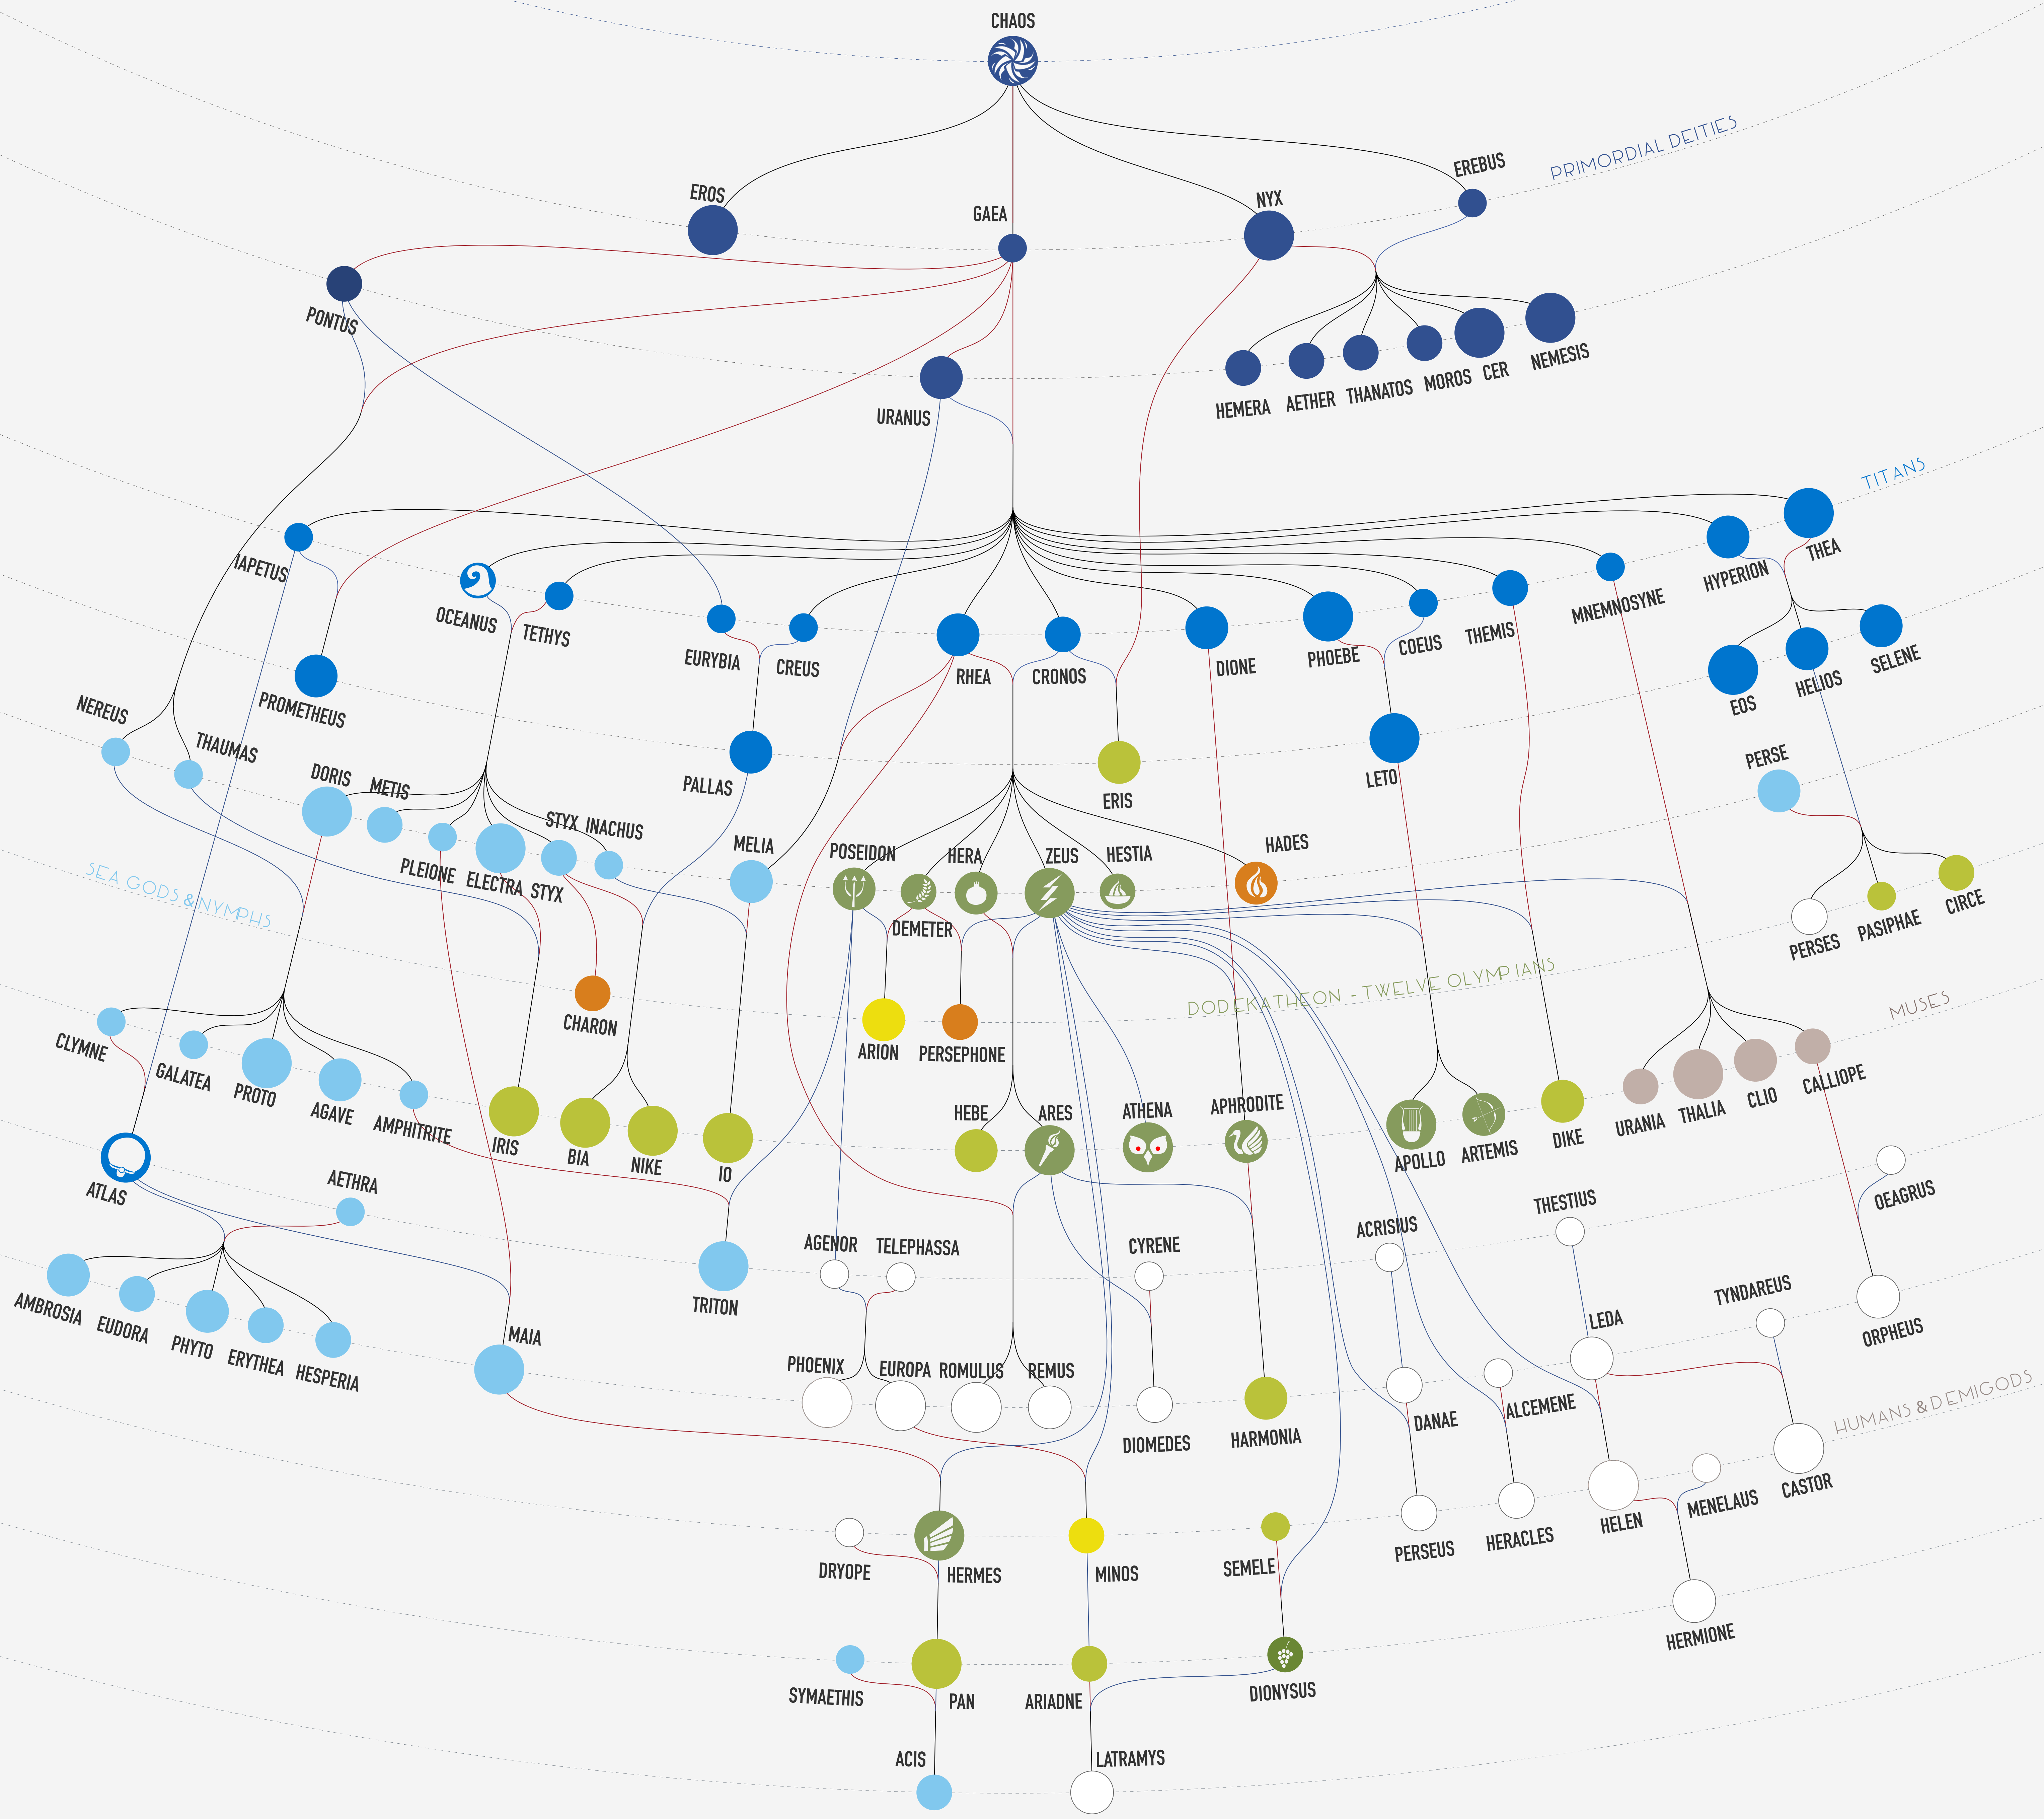 CHAOS
PRIMORDIAL DEITIES
EROS
GAEA
NYX
EREBUS
PONTUS
URANUS
HEMERA
AETHER
THANATOS
MOROS
CER
NEMESIS
TITANS
IAPETUS
OCEANUS
TETHYS
EURYBIA
CREUS
RHEA
CRONOS
DIONE
PHOEBE
COEUS
THEMIS
MNEMNOSYNE
HYPERION
THEA
PROMETHEUS
PALLAS
ERIS
LETO
EOS
HELIOS
SELENE
NEREUS
THAUMAS
DORIS
METIS
PLEIONE
ELECTRA
STYX
STYX
INACHUS
MELIA
POSEIDON
DEMETER
HERA
ZEUS
HESTIA
HADES
PERSE
SEA GODS & NYMPHS
CHARON
ARION
PERSEPHONE
DODEKATHEON - TWELVE OLYMPIANS
PERSES
PASIPHAE
CIRCE
MUSES
CLYMNE
GALATEA
PROTO
AGAVE
AMPHITRITE
IRIS
BIA
NIKE
IO
HEBE
ARES
ATHENA
APHRODITE
APOLLO
ARTEMIS
DIKE
URANIA
THALIA
CLIO
CALLIOPE
ATLAS
AETHRA
TRITON
AGENOR
TELEPHASSA
CYRENE
ACRISIUS
THESTIUS
OEAGRUS
AMBROSIA
EUDORA
PHYTO
ERYTHEA
HESPERIA
MAIA
PHOENIX
EUROPA
ROMULUS
REMUS
DIOMEDES
HARMONIA
DANAE
ALCEMENE
LEDA
TYNDAREUS
ORPHEUS
HUMANS & DEMIGODS
DRYOPE
HERMES
MINOS
SEMELE
PERSEUS
HERACLES
HELEN
MENELAUS
CASTOR
SYMAETHIS
PAN
ARIADNE
DIONYSUS
HERMIONE
ACIS
LATRAMYS